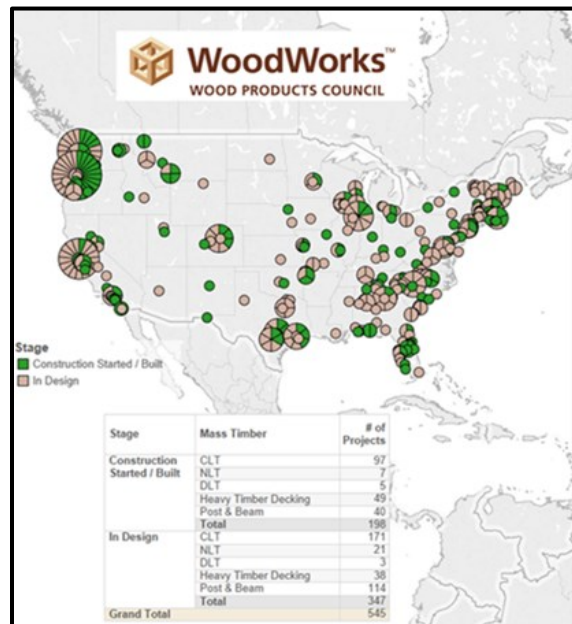 WoodWorks™
WOOD PRODUCTS COUNCIL
Stage
Construction Started / Built
In Design
Stage Mass Timber # of Projects
Construction Started / Built CLT 97
NLT 7
DLT 5
Heavy Timber Decking 49
Post & Beam 40
Total 198
In Design CLT 171
NLT 21
DLT 3
Heavy Timber Decking 38
Post & Beam 114
Total 347
Grand Total 545